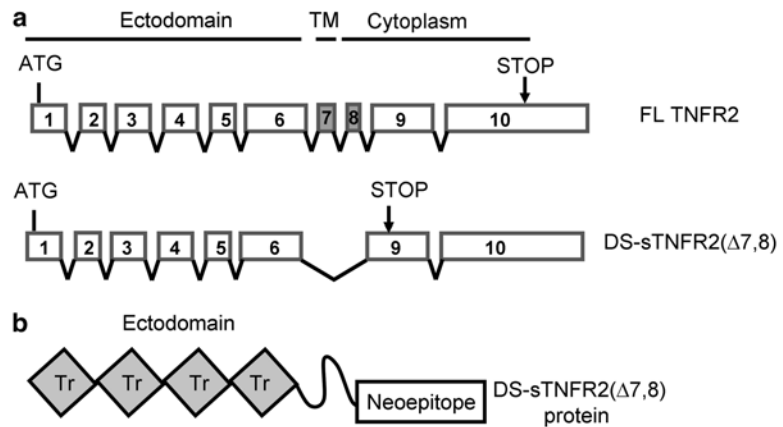 a
Ectodomain TM Cytoplasm
ATG STOP
1 2 3 4 5 6 7 8 9 10 FL TNFR2
ATG STOP
1 2 3 4 5 6 9 10 DS-sTNFR2(Δ7,8)
b
Ectodomain
Tr Tr Tr Tr Neoepitope DS-sTNFR2(Δ7,8)
protein